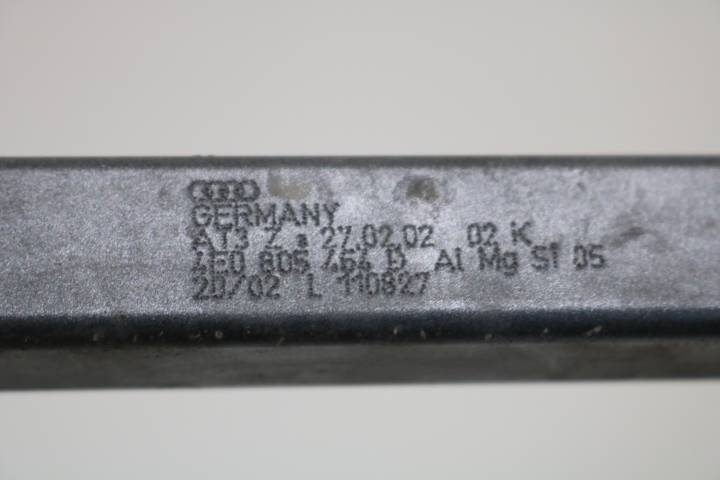 GERMANY
AT3 Z a 27.02.02 02 K
4E0 805 464 D Al Mg Si 05
20/02 L 110827